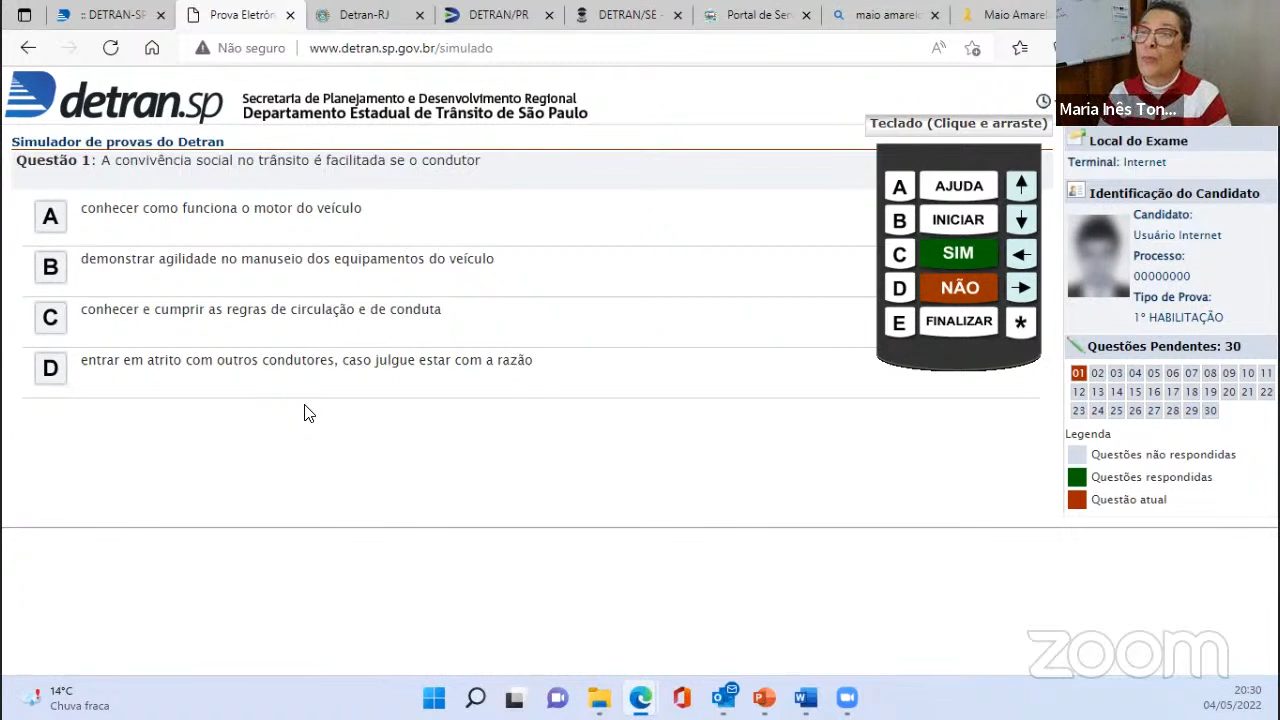 :: DETRAN-SP
Prova Eletrôn
Detran-RJ
DETRAN/PR
DETRAN/SE -
Portal de Se
maio amarelo
Maio Amarel
Não seguro
www.detran.sp.gov.br/simulado
detran.sp
Secretaria de Planejamento e Desenvolvimento Regional
Departamento Estadual de Trânsito de São Paulo
Maria Inês Ton...
Simulador de provas do Detran
Teclado (Clique e arraste)
Questão 1: A convivência social no trânsito é facilitada se o condutor
A conhecer como funciona o motor do veículo
B demonstrar agilidade no manuseio dos equipamentos do veículo
C conhecer e cumprir as regras de circulação e de conduta
D entrar em atrito com outros condutores, caso julgue estar com a razão
A AJUDA
B INICIAR
C SIM
D NÃO
E FINALIZAR *
Local do Exame
Terminal: Internet
Identificação do Candidato
Candidato:
Usuário Internet
Processo:
00000000
Tipo de Prova:
1° HABILITAÇÃO
Questões Pendentes: 30
01 02 03 04 05 06 07 08 09 10 11
12 13 14 15 16 17 18 19 20 21 22
23 24 25 26 27 28 29 30
Legenda
Questões não respondidas
Questões respondidas
Questão atual
zoom
14°C
Chuva fraca
20:30
04/05/2022